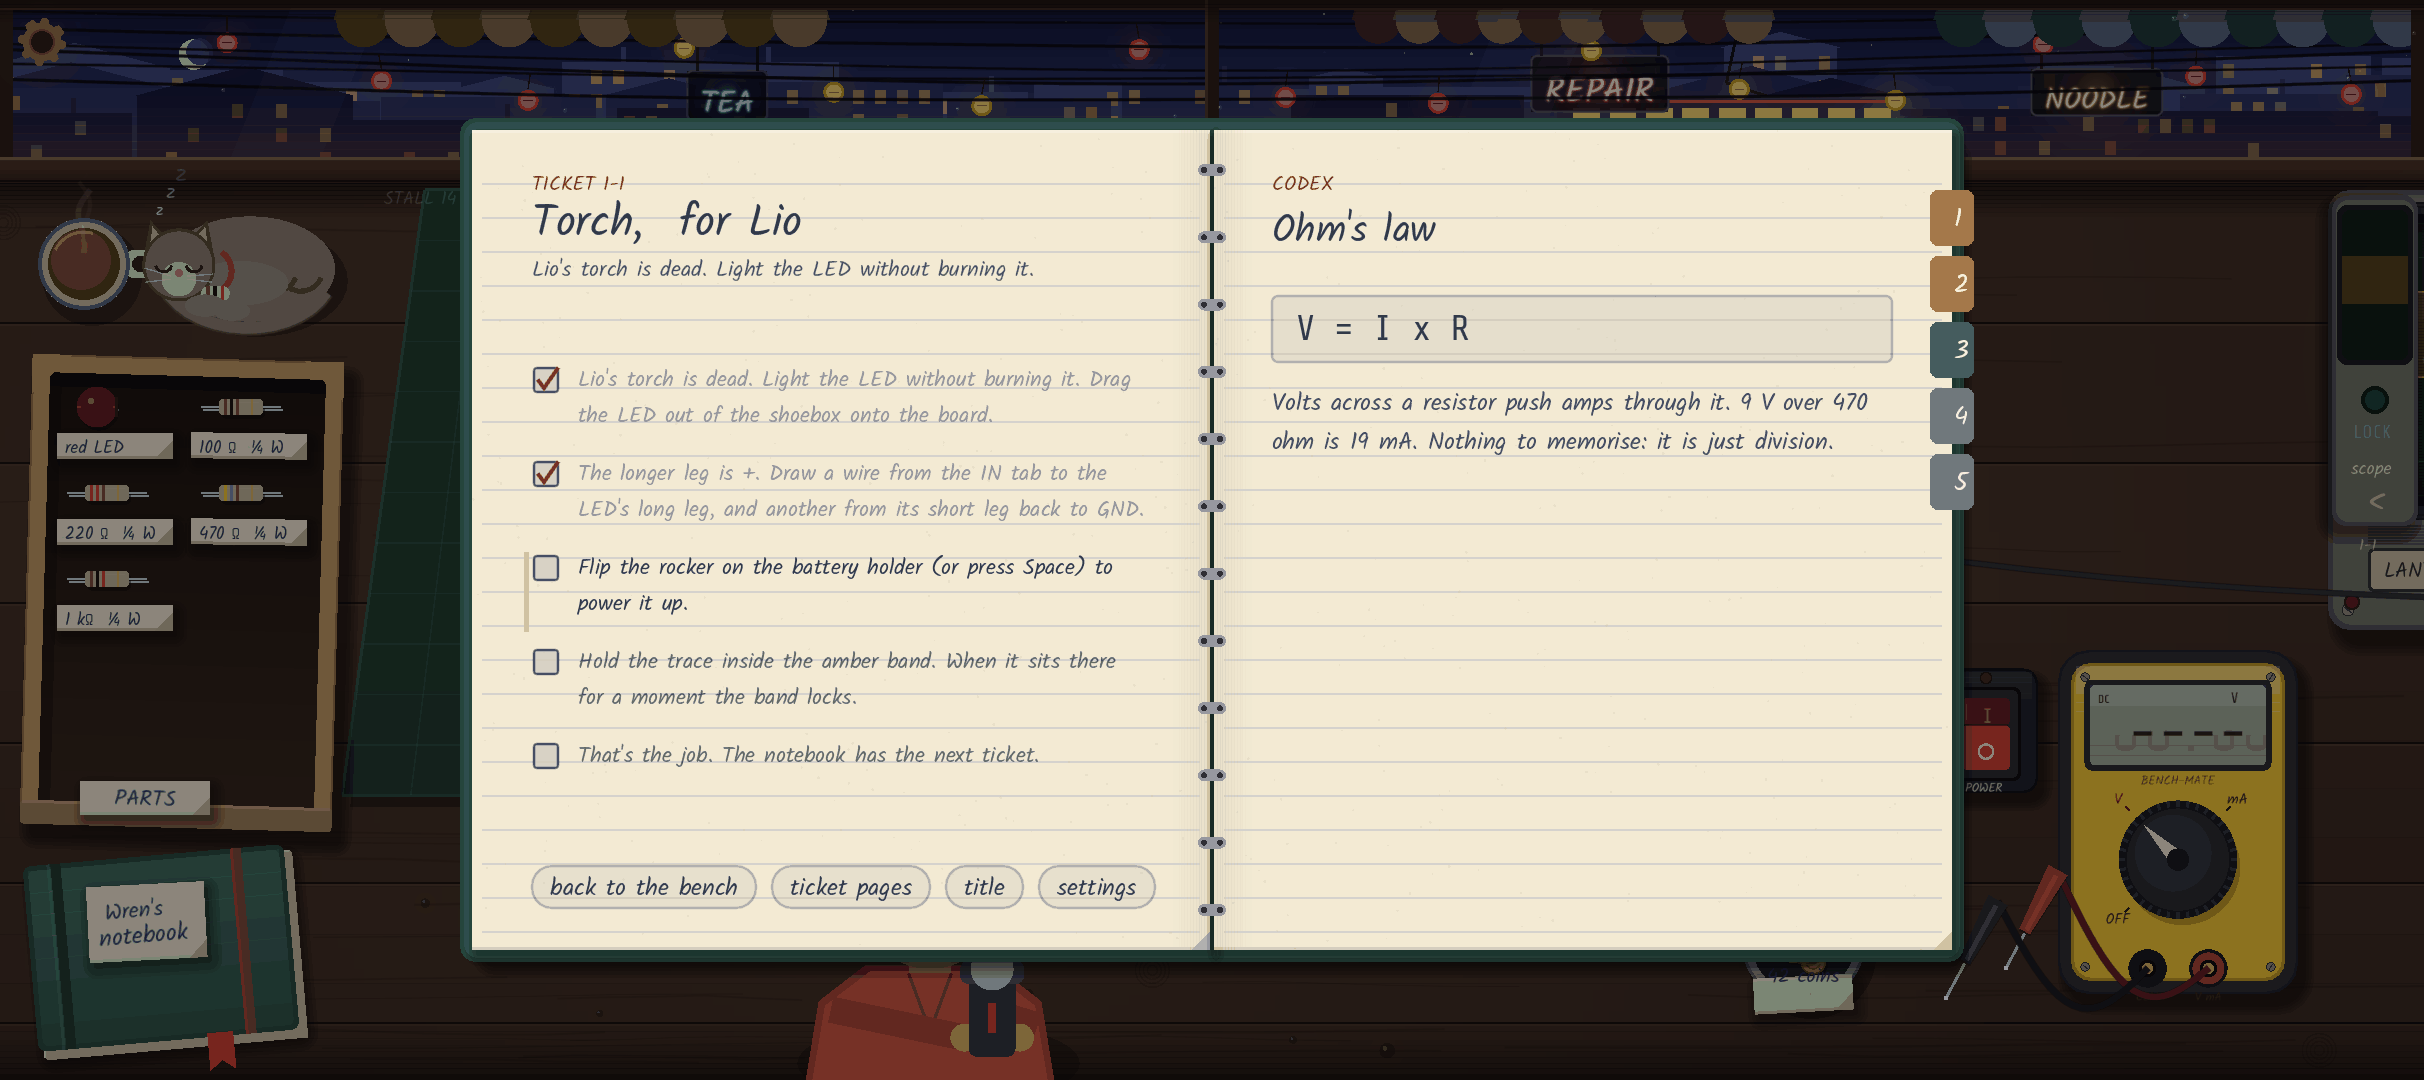 TEA
REPAIR
NOODLE
z
z
z
STALL 14
TICKET 1-1
Torch, for Lio
Lio's torch is dead. Light the LED without burning it.
Lio's torch is dead. Light the LED without burning it. Drag
the LED out of the shoebox onto the board.
The longer leg is +. Draw a wire from the IN tab to the
LED's long leg, and another from its short leg back to GND.
Flip the rocker on the battery holder (or press Space) to
power it up.
Hold the trace inside the amber band. When it sits there
for a moment the band locks.
That's the job. The notebook has the next ticket.
back to the bench
ticket pages
title
settings
CODEX
Ohm's law
V = I x R
Volts across a resistor push amps through it. 9 V over 470
ohm is 19 mA. Nothing to memorise: it is just division.
1
2
3
4
5
red LED
100 Ω ¼ W
220 Ω ¼ W
470 Ω ¼ W
1 kΩ ¼ W
PARTS
Wren's
notebook
LOCK
scope
<
1-1
LAN
I
POWER
DC
V
BENCH-MATE
V
mA
OFF
42 coins